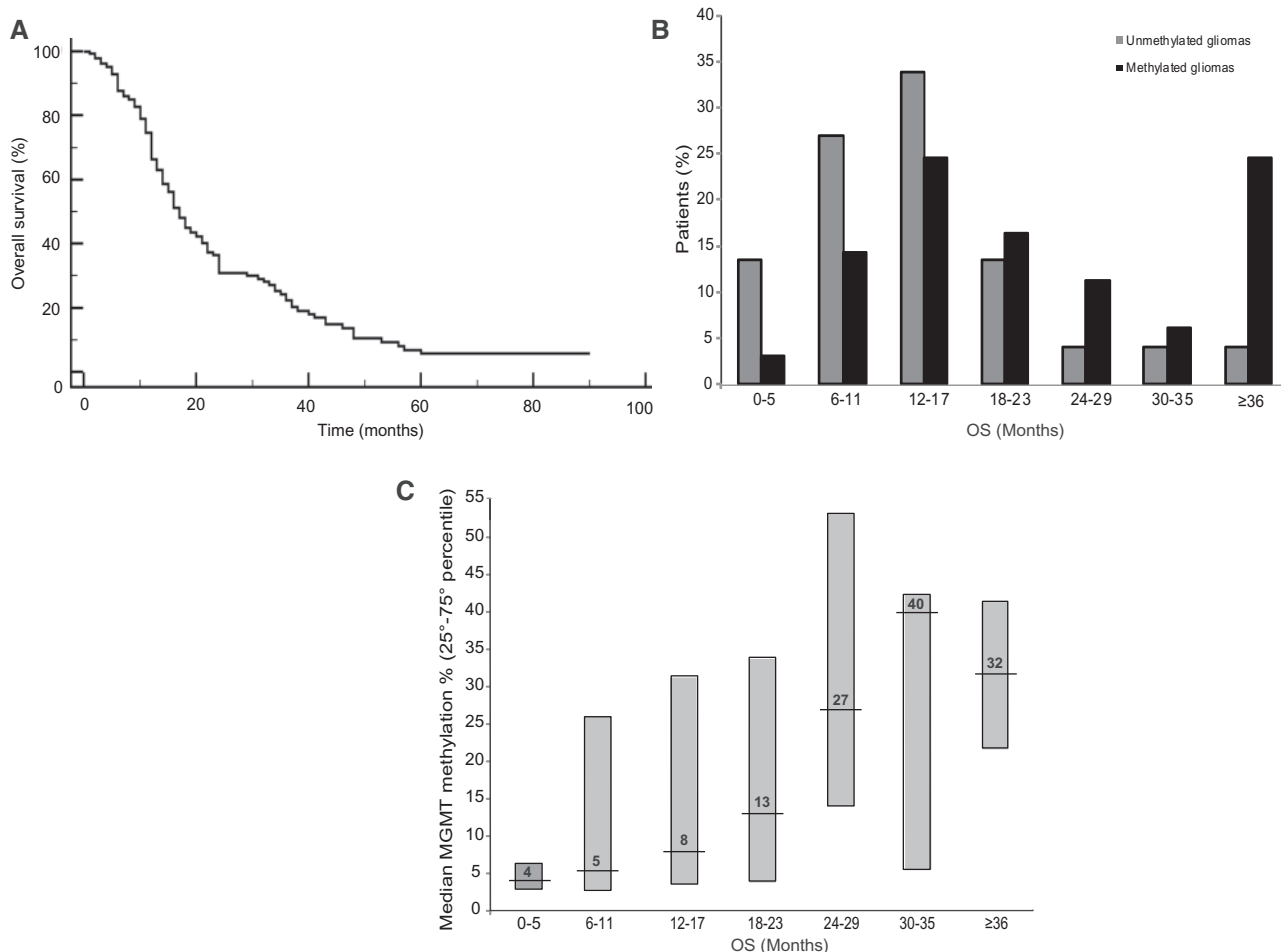 A
Overall survival (%)
100
80
60
40
20
0
0 20 40 60 80 100
Time (months)
B
Patients (%)
40
35
30
25
20
15
10
5
0
Unmethylated gliomas
Methylated gliomas
0-5 6-11 12-17 18-23 24-29 30-35 ≥36
OS (Months)
C
Median MGMT methylation % (25°-75° percentile)
55
50
45
40
35
30
25
20
15
10
5
0
4 5 8 13 27 40 32
0-5 6-11 12-17 18-23 24-29 30-35 ≥36
OS (Months)